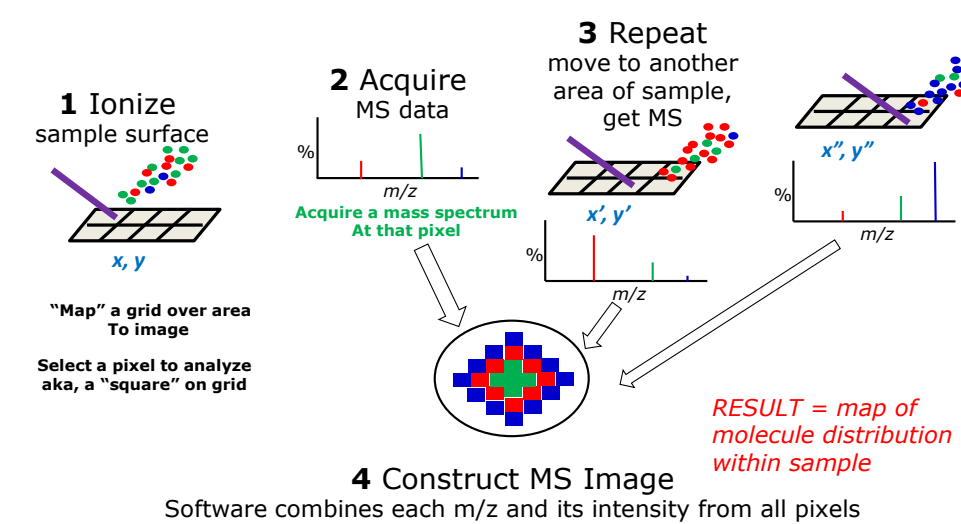 1 Ionize
sample surface
x, y
“Map” a grid over area
To image
Select a pixel to analyze
aka, a “square” on grid
2 Acquire
MS data
%
m/z
Acquire a mass spectrum
At that pixel
3 Repeat
move to another
area of sample,
get MS
x’, y’
%
m/z
x”, y”
%
m/z
RESULT = map of
molecule distribution
within sample
4 Construct MS Image
Software combines each m/z and its intensity from all pixels